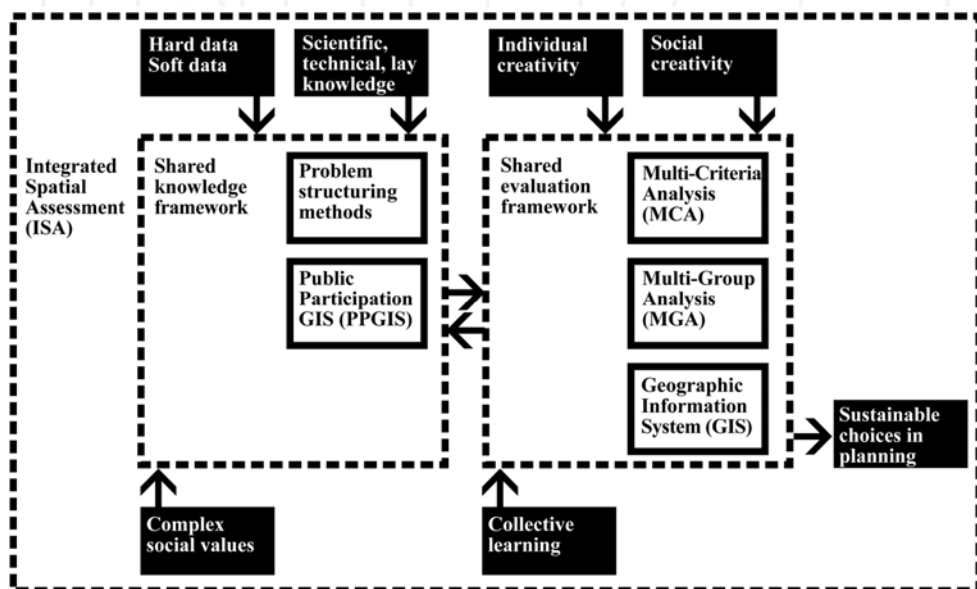 Hard data
Soft data
Scientific,
technical, lay
knowledge
Individual
creativity
Social
creativity
Integrated
Spatial
Assessment
(ISA)
Shared
knowledge
framework
Problem
structuring
methods
Public
Participation
GIS (PPGIS)
Shared
evaluation
framework
Multi-Criteria
Analysis
(MCA)
Multi-Group
Analysis
(MGA)
Geographic
Information
System (GIS)
Sustainable
choices in
planning
Complex
social values
Collective
learning